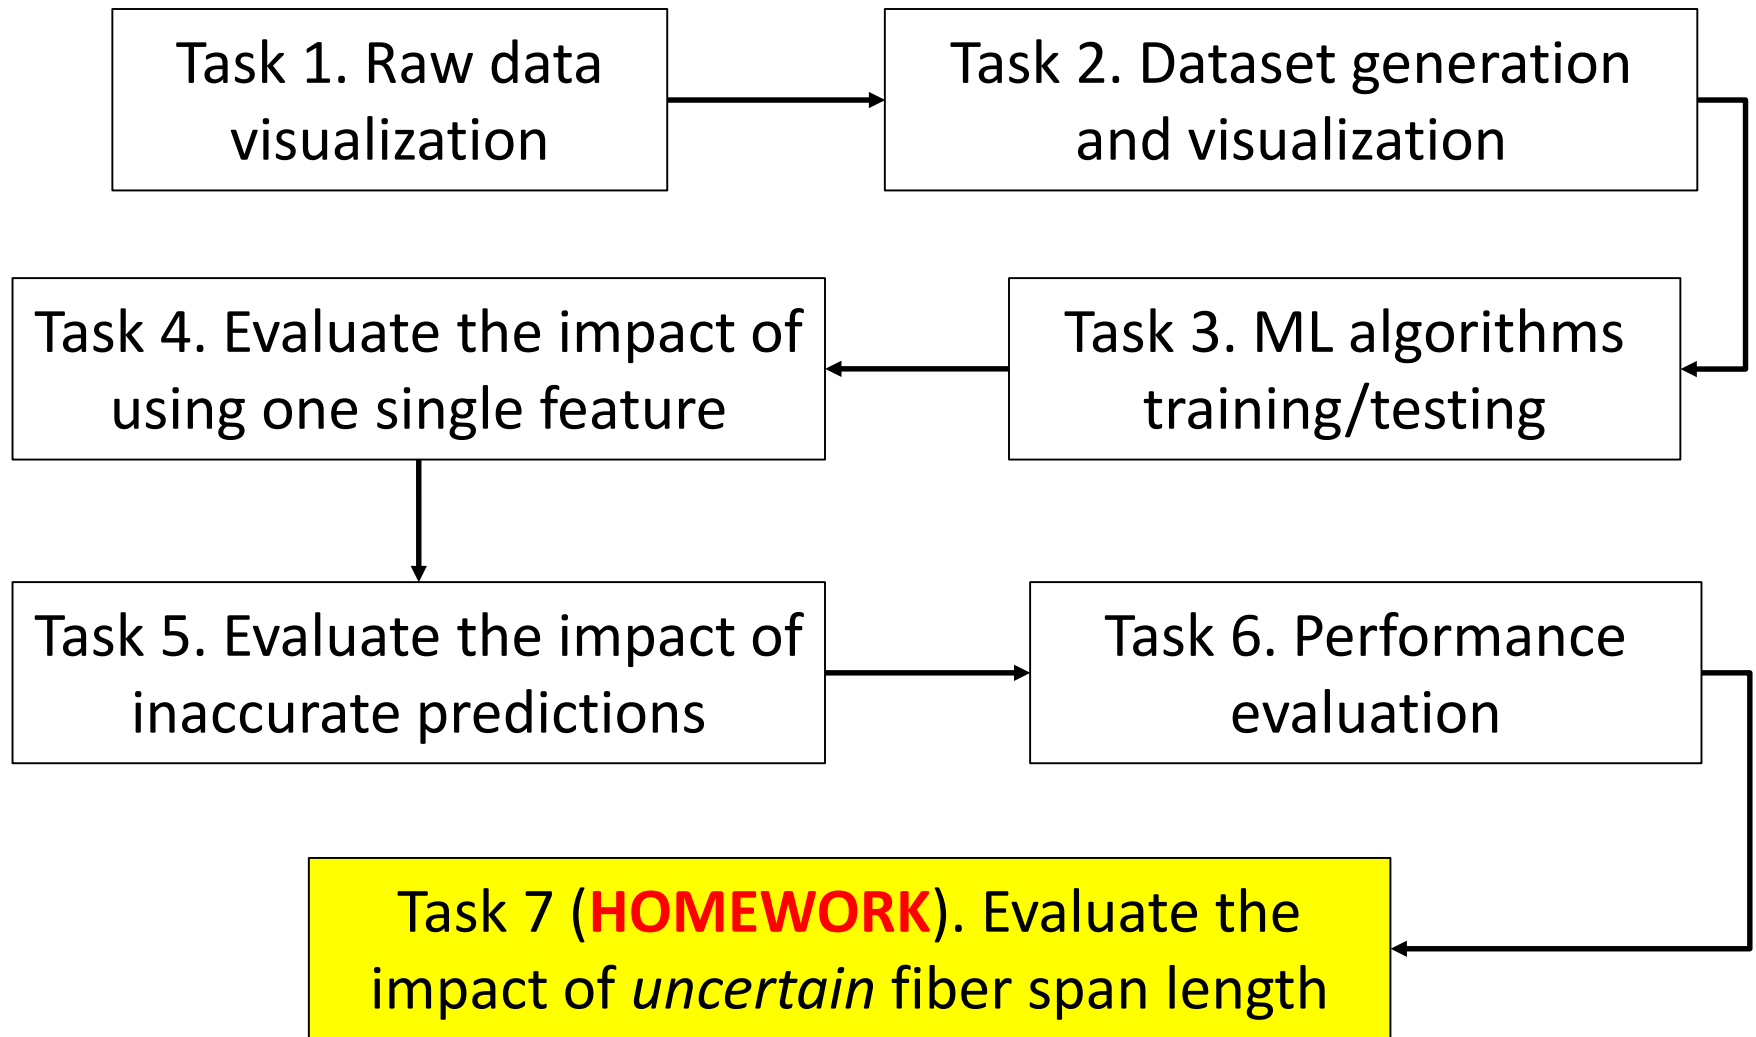 Task 1. Raw data
visualization
Task 2. Dataset generation
and visualization
Task 3. ML algorithms
training/testing
Task 4. Evaluate the impact of
using one single feature
Task 5. Evaluate the impact of
inaccurate predictions
Task 6. Performance
evaluation
Task 7 (HOMEWORK). Evaluate the
impact of uncertain fiber span length